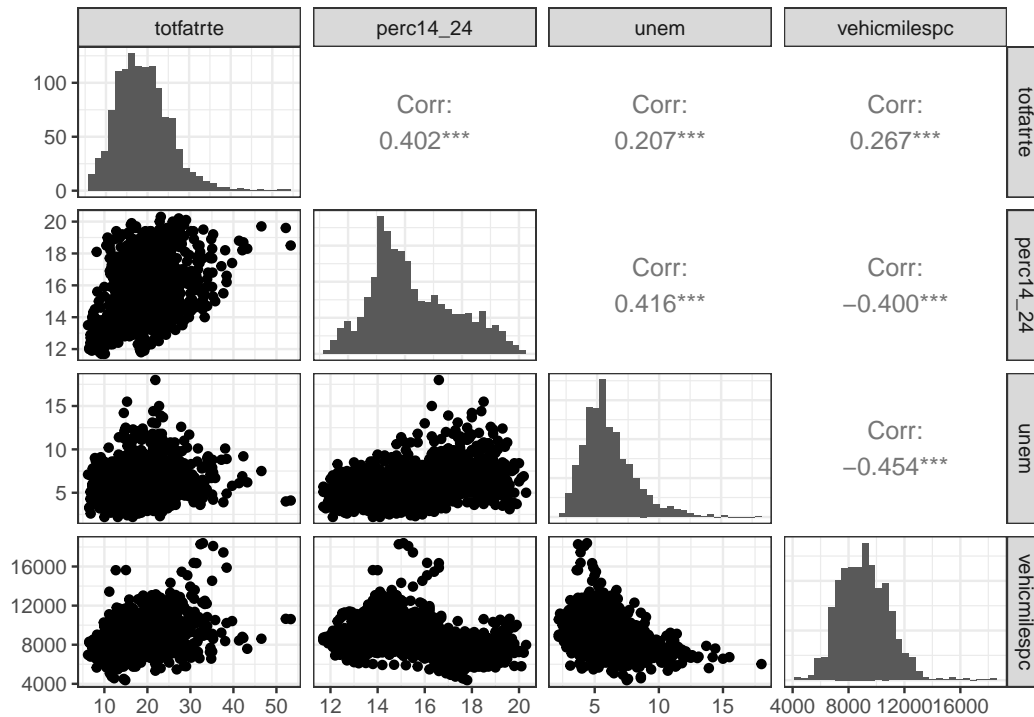 totfatrte perc14_24 unem vehicmilespc
100
50
0
Corr:
0.402***
Corr:
0.207***
Corr:
0.267***
totfatrte
20
18
16
14
12
Corr:
0.416***
Corr:
−0.400***
perc14_24
15
10
5
Corr:
−0.454***
unem
16000
12000
8000
4000
vehicmilespc
10 20 30 40 50 12 14 16 18 20 5 10 15 4000 8000 12000 16000